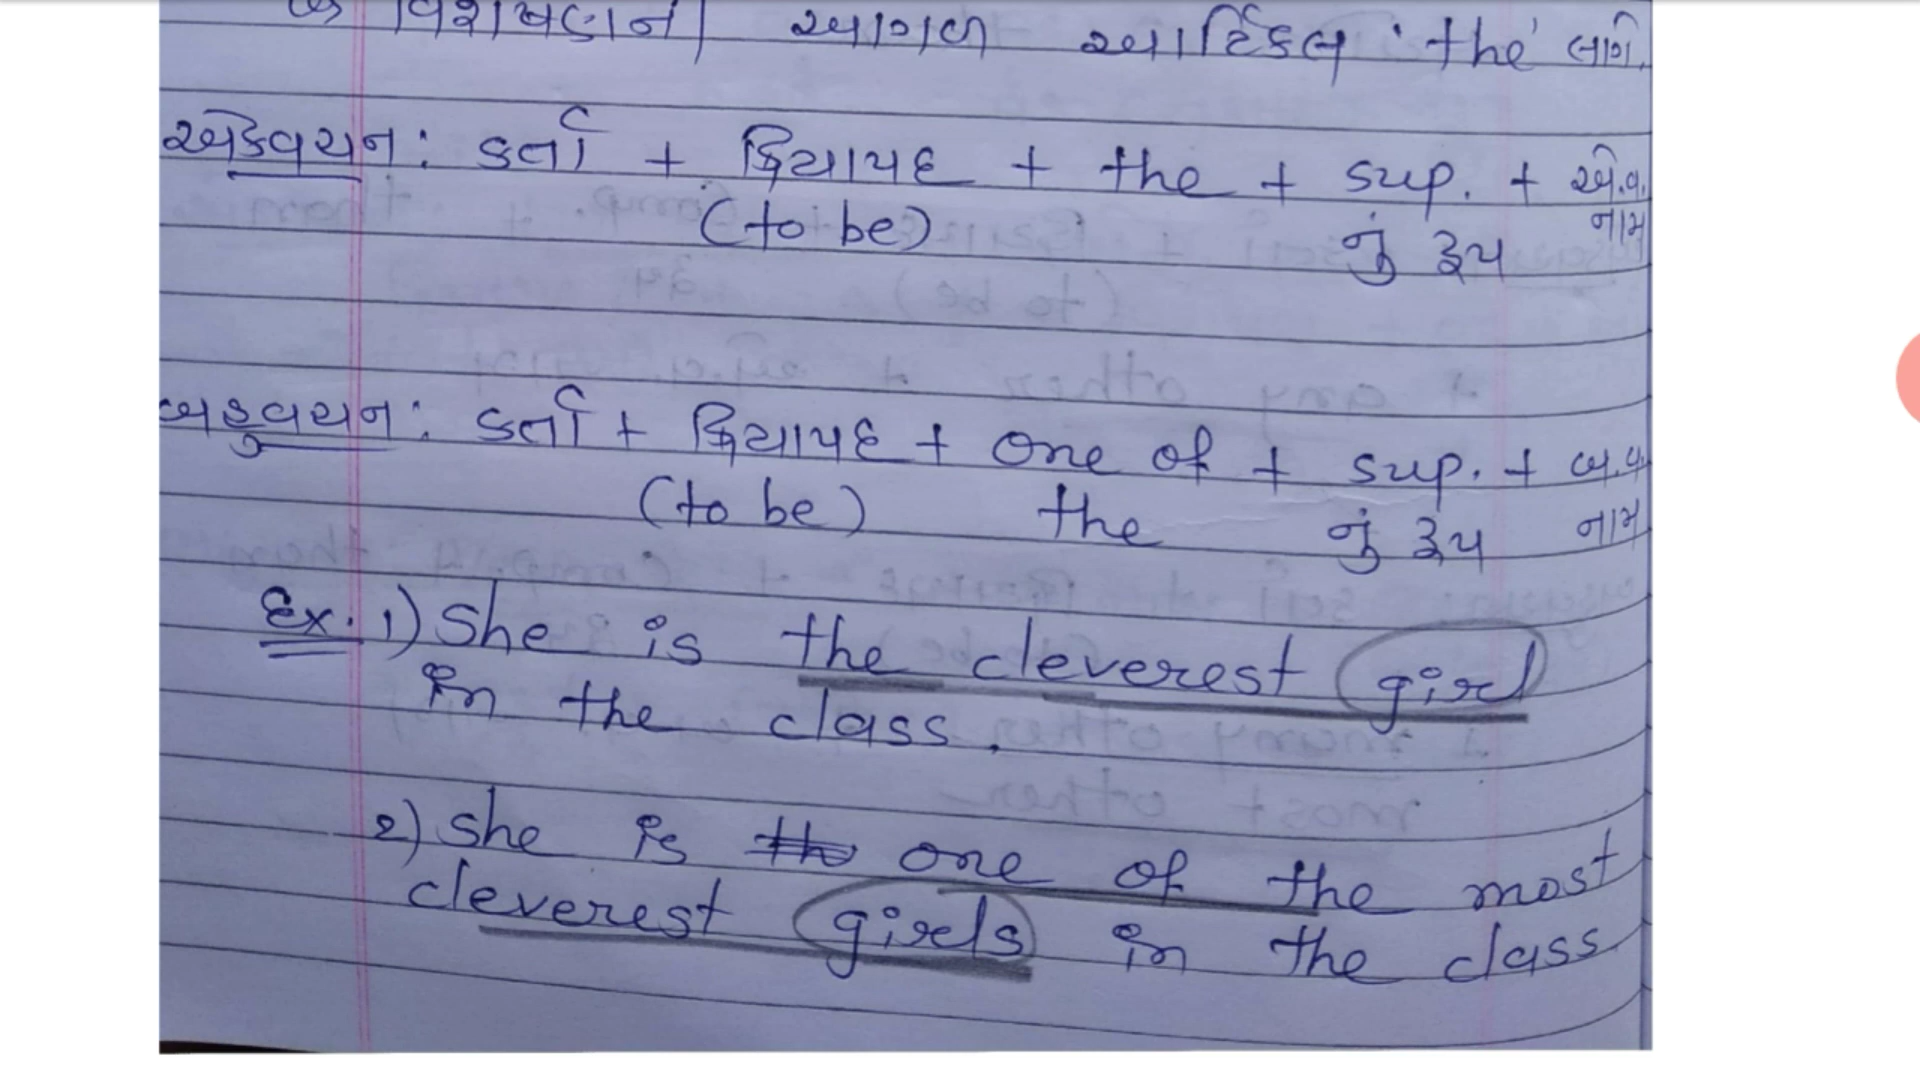 વિશેષણની આગળ આર્ટિકલ 'the' લાગે.
એકવચન: કર્તા + ક્રિયાપદ + the + sup. + એ.વ.
(to be) નું રૂપ નામ
બહુવચન: કર્તા + ક્રિયાપદ + one of + sup. + બ.વ.
(to be) the નું રૂપ નામ
Ex. 1) She is the cleverest girl
in the class.
2) she is one of the most
cleverest girls in the class